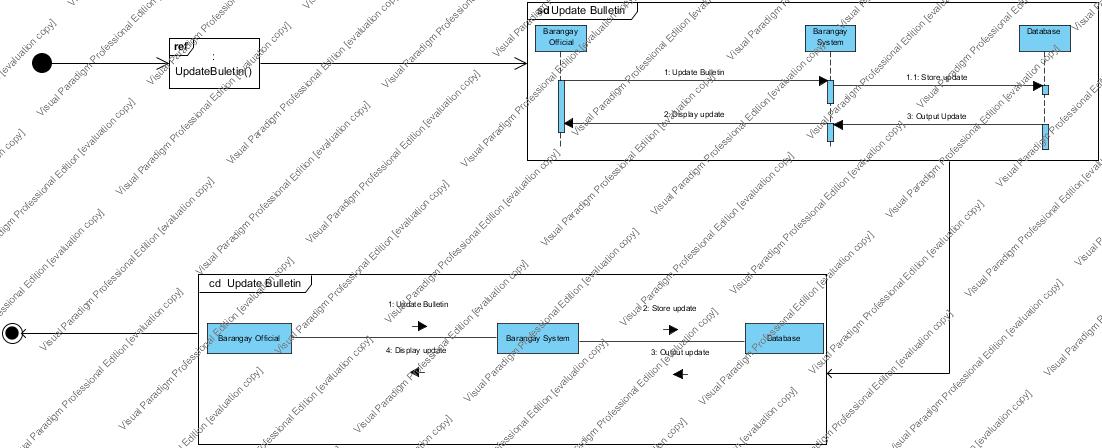 sd Update Bulletin
Barangay
Official
Barangay
System
Database
ref
:
UpdateBuletin()
1: Update Bulletin
1.1: Store update
2: Display update
3: Output Update
cd Update Bulletin
1: Update Bulletin
2: Store update
Barangay Official
Barangay System
Database
4: Display update
3: Output update
Visual Paradigm Professional Edition [evaluation copy]